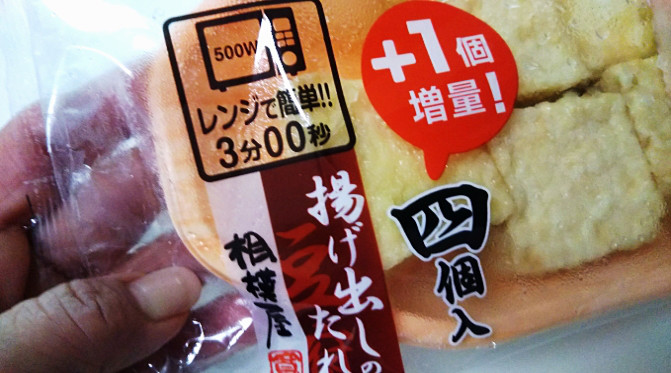 500W
レンジで簡単!!
3分00秒
+1個
増量!
四個入
揚げ出しの
豆
たれ
相模屋